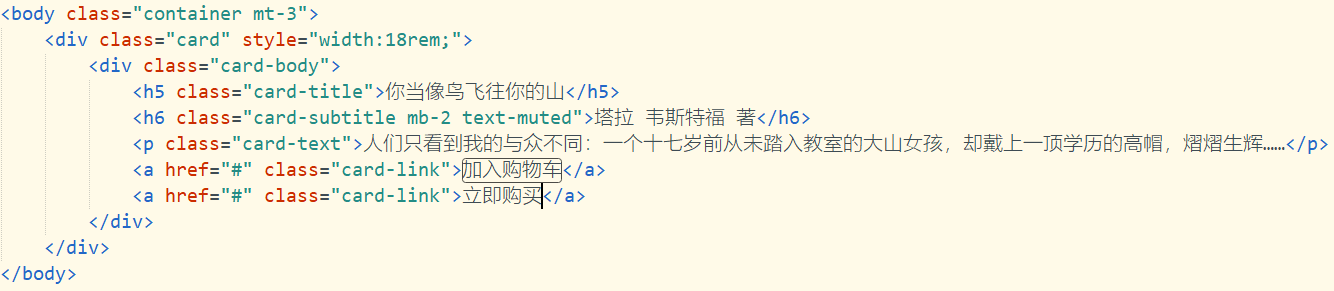 <body class="container mt-3">
<div class="card" style="width:18rem;">
<div class="card-body">
<h5 class="card-title">你当像鸟飞往你的山</h5>
<h6 class="card-subtitle mb-2 text-muted">塔拉 韦斯特福 著</h6>
<p class="card-text">人们只看到我的与众不同：一个十七岁前从未踏入教室的大山女孩，却戴上一顶学历的高帽，熠熠生辉……</p>
<a href="#" class="card-link">加入购物车</a>
<a href="#" class="card-link">立即购买</a>
</div>
</div>
</body>